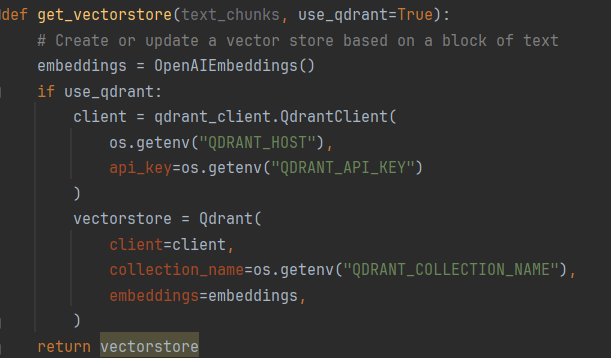 def get_vectorstore(text_chunks, use_qdrant=True):
    # Create or update a vector store based on a block of text
    embeddings = OpenAIEmbeddings()
    if use_qdrant:
        client = qdrant_client.QdrantClient(
            os.getenv("QDRANT_HOST"),
            api_key=os.getenv("QDRANT_API_KEY")
        )
        vectorstore = Qdrant(
            client=client,
            collection_name=os.getenv("QDRANT_COLLECTION_NAME"),
            embeddings=embeddings,
        )
    return vectorstore